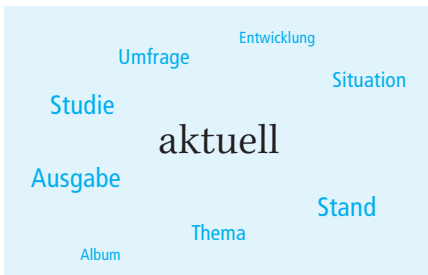 Entwicklung
Umfrage
Situation
Studie
aktuell
Ausgabe
Stand
Thema
Album